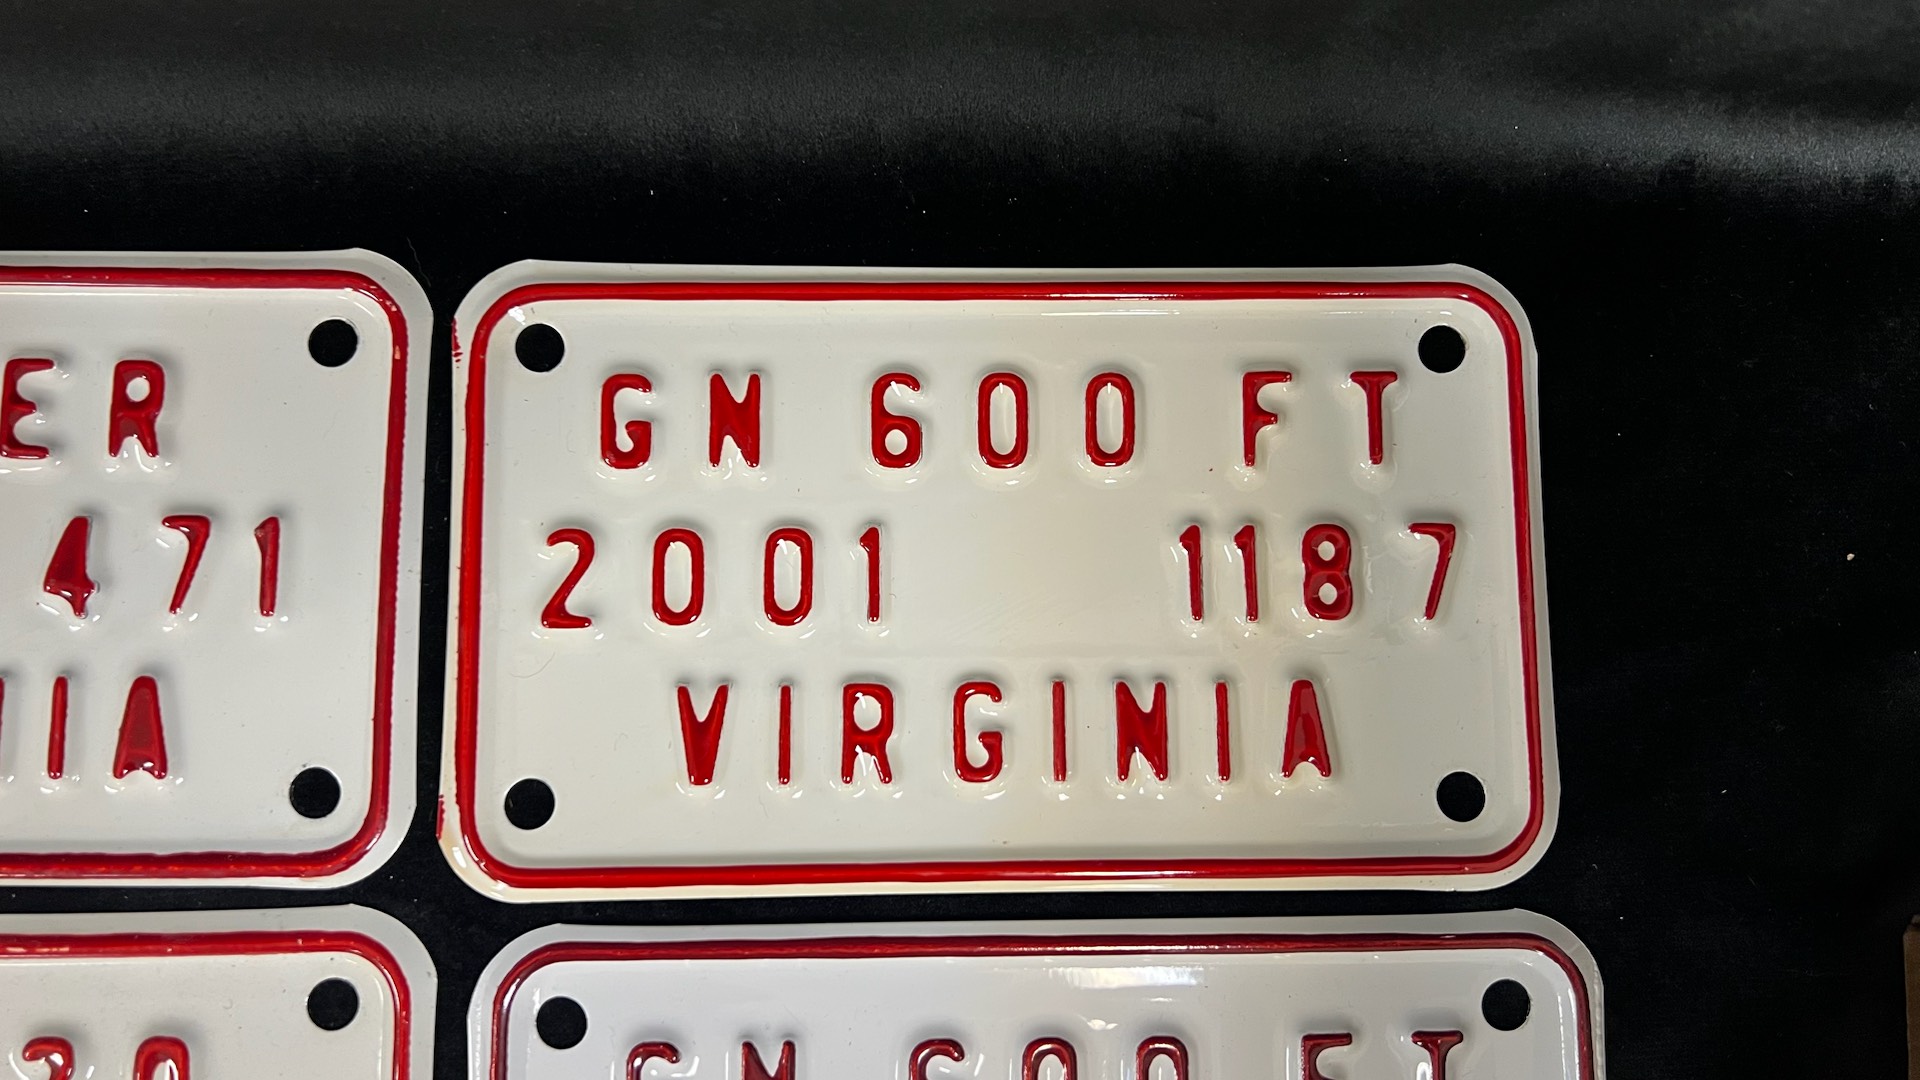 ER
471
IA
GN 600 FT
2001 1187
VIRGINIA
GN 600 FT